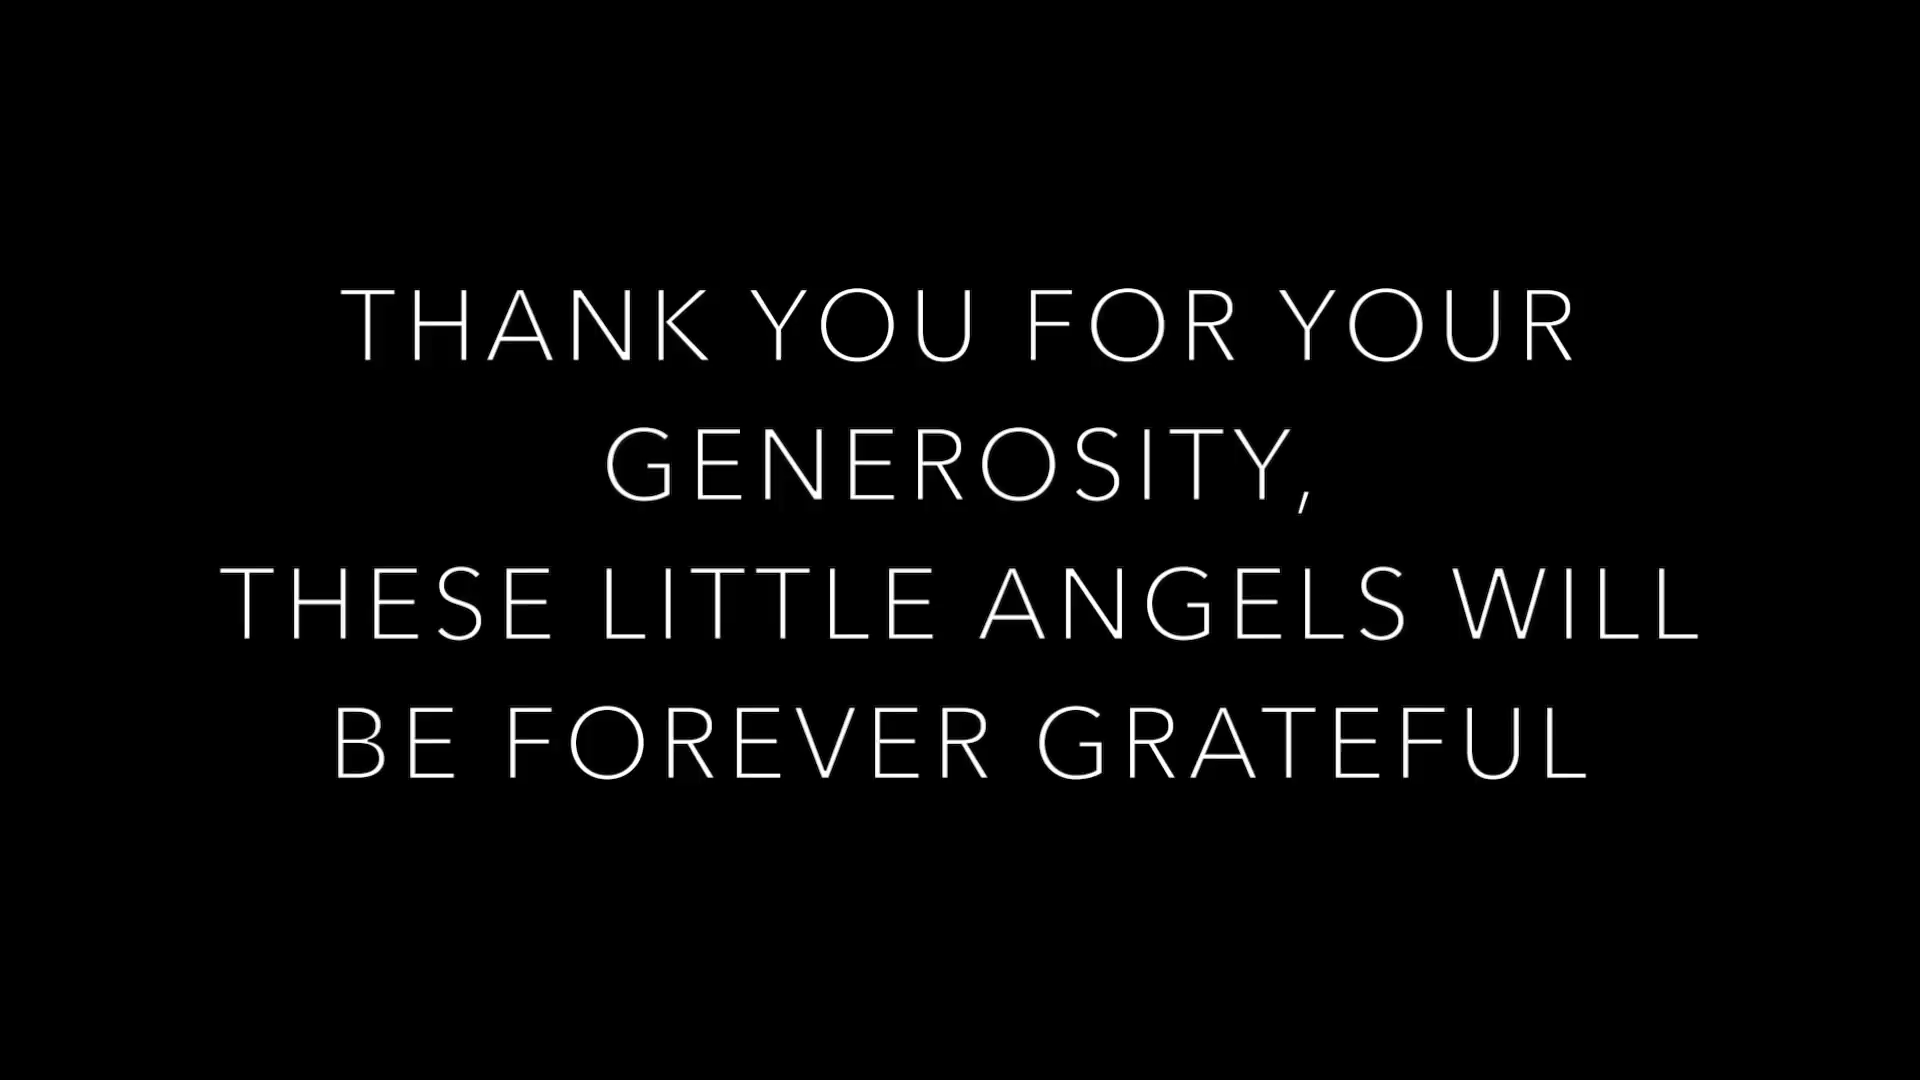 THANK YOU FOR YOUR
GENEROSITY,
THESE LITTLE ANGELS WILL
BE FOREVER GRATEFUL